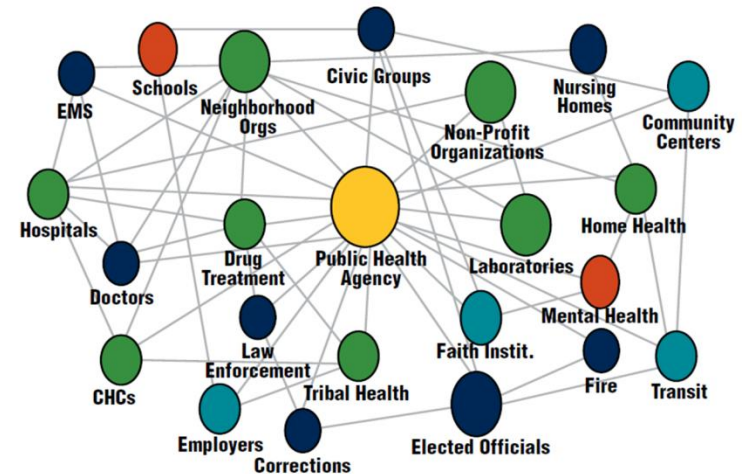 Civic Groups
Schools
EMS
Neighborhood
Orgs
Nursing
Homes
Community
Centers
Non-Profit
Organizations
Hospitals
Home Health
Drug
Treatment
Public Health
Agency
Laboratories
Doctors
Mental Health
Law
Enforcement
Faith Instit.
CHCs
Tribal Health
Fire
Transit
Employers
Elected Officials
Corrections